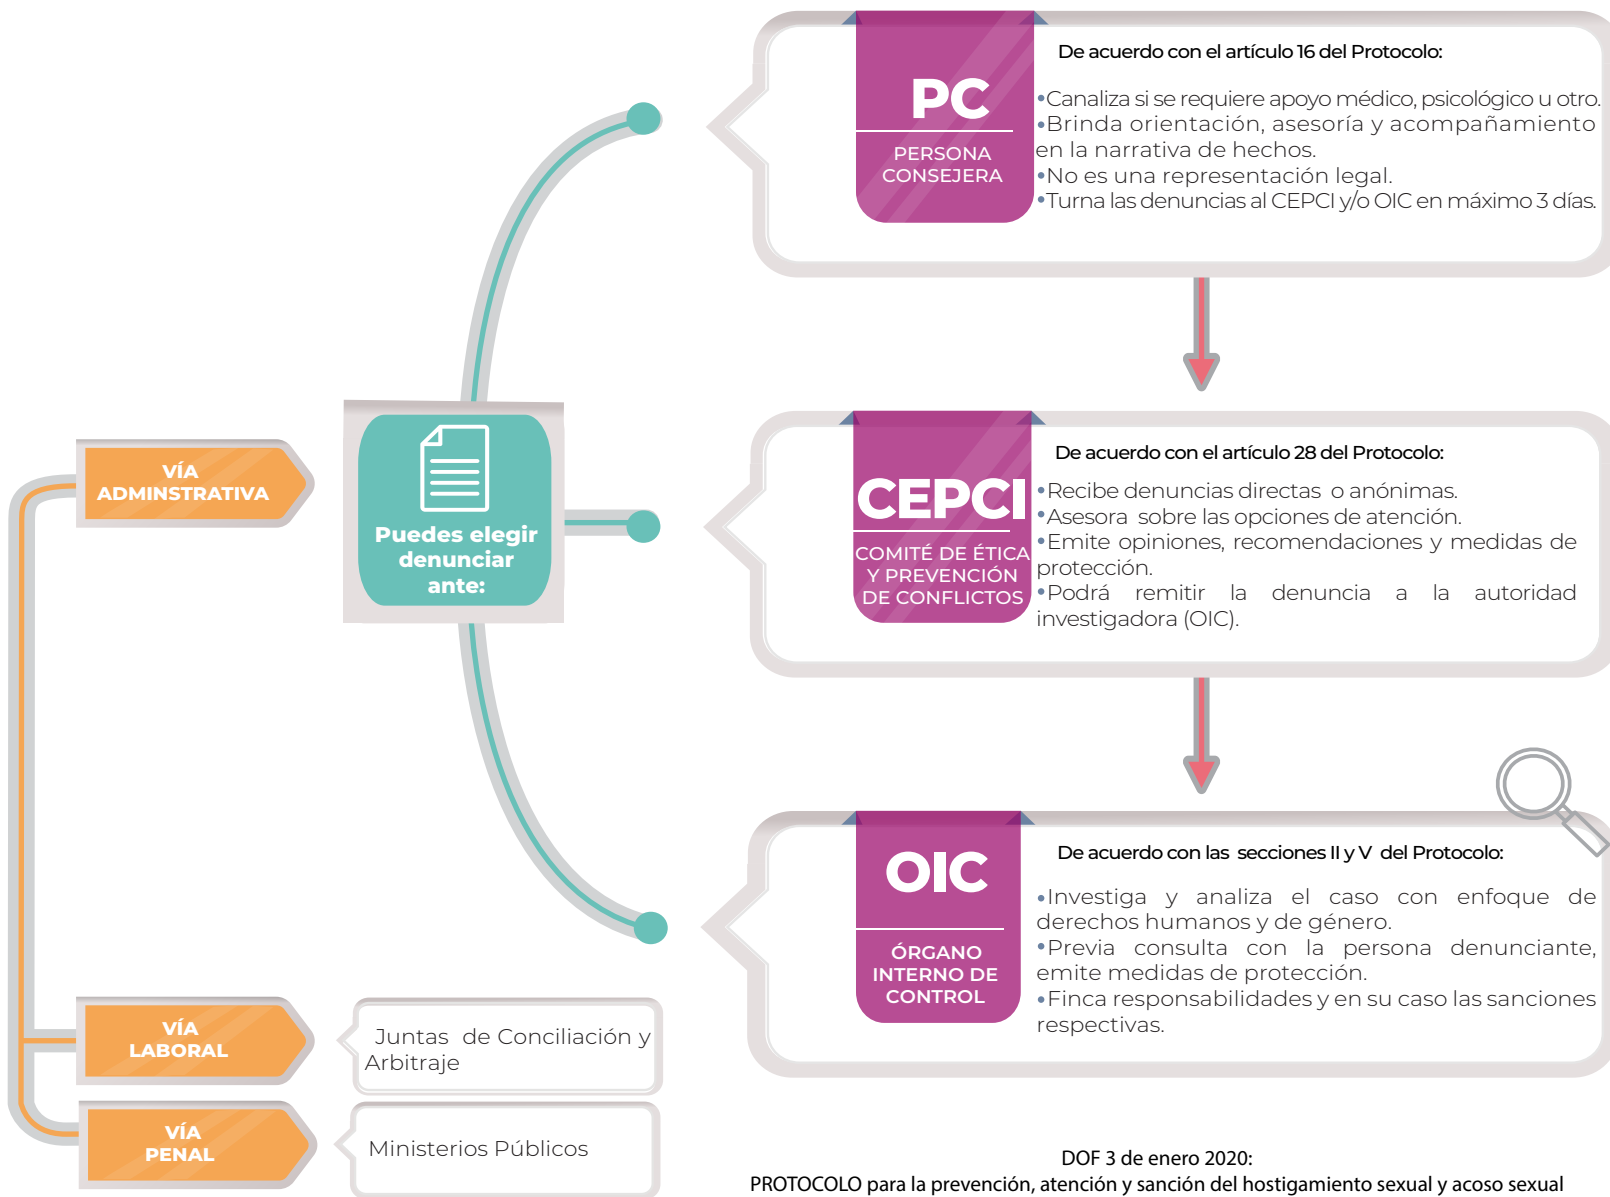 VÍA
ADMINSTRATIVA
Puedes elegir
denunciar
ante:
PC
PERSONA
CONSEJERA
De acuerdo con el artículo 16 del Protocolo:
•Canaliza si se requiere apoyo médico, psicológico u otro.
•Brinda orientación, asesoría y acompañamiento
en la narrativa de hechos.
•No es una representación legal.
•Turna las denuncias al CEPCI y/o OIC en máximo 3 días.
CEPCI
COMITÉ DE ÉTICA
Y PREVENCIÓN
DE CONFLICTOS
De acuerdo con el artículo 28 del Protocolo:
•Recibe denuncias directas o anónimas.
•Asesora sobre las opciones de atención.
•Emite opiniones, recomendaciones y medidas de
protección.
•Podrá remitir la denuncia a la autoridad
investigadora (OIC).
OIC
ÓRGANO
INTERNO DE
CONTROL
De acuerdo con las secciones II y V del Protocolo:
•Investiga y analiza el caso con enfoque de
derechos humanos y de género.
•Previa consulta con la persona denunciante,
emite medidas de protección.
•Finca responsabilidades y en su caso las sanciones
respectivas.
VÍA
LABORAL
Juntas de Conciliación y
Arbitraje
VÍA
PENAL
Ministerios Públicos
DOF 3 de enero 2020:
PROTOCOLO para la prevención, atención y sanción del hostigamiento sexual y acoso sexual